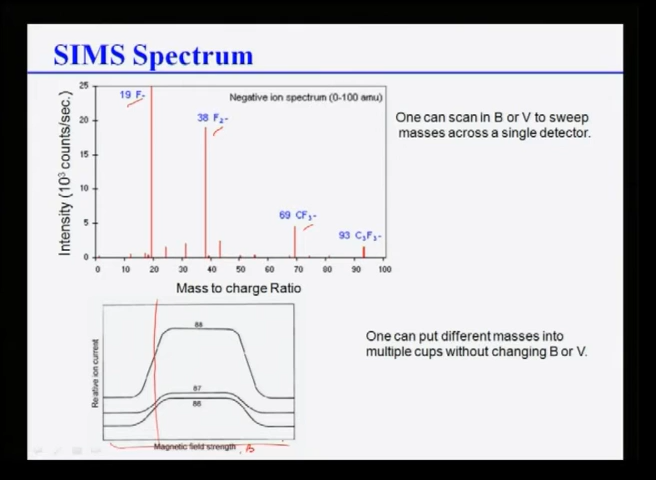 SIMS Spectrum
25
20
15
10
5
0
Intensity (10³ counts/sec.)
19 F-
Negative ion spectrum (0-100 amu)
38 F₂-
69 CF₃-
93 C₃F₃-
0 10 20 30 40 50 60 70 80 90 100
Mass to charge Ratio
One can scan in B or V to sweep
masses across a single detector.
Relative ion current
88
87
86
Magnetic field strength , B
One can put different masses into
multiple cups without changing B or V.